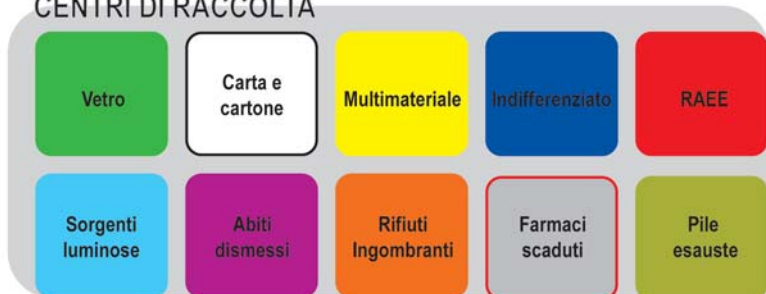 CENTRI DI RACCOLTA
Vetro
Carta e
cartone
Multimateriale
Indifferenziato
RAEE
Sorgenti
luminose
Abiti
dismessi
Rifiuti
Ingombranti
Farmaci
scaduti
Pile
esauste